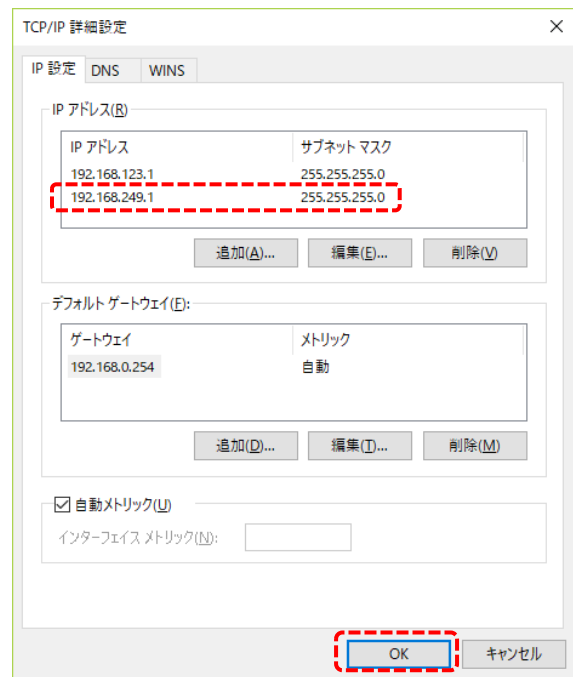 TCP/IP 詳細設定
IP 設定 DNS WINS
IP アドレス(R)
IP アドレス サブネット マスク
192.168.123.1 255.255.255.0
192.168.249.1 255.255.255.0
追加(A)... 編集(E)... 削除(V)
デフォルト ゲートウェイ(F):
ゲートウェイ メトリック
192.168.0.254 自動
追加(D)... 編集(T)... 削除(M)
自動メトリック(U)
インターフェイス メトリック(N):
OK キャンセル